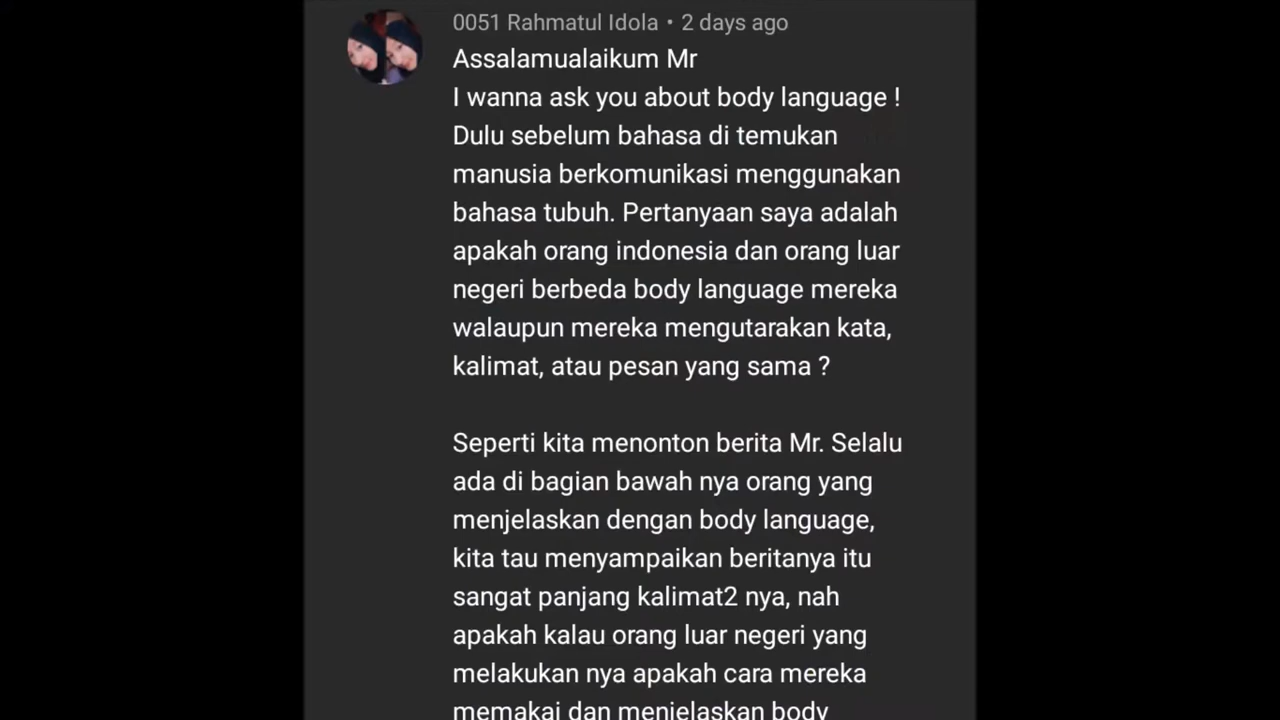 0051 Rahmatul Idola • 2 days ago
Assalamualaikum Mr
I wanna ask you about body language !
Dulu sebelum bahasa di temukan
manusia berkomunikasi menggunakan
bahasa tubuh. Pertanyaan saya adalah
apakah orang indonesia dan orang luar
negeri berbeda body language mereka
walaupun mereka mengutarakan kata,
kalimat, atau pesan yang sama ?
Seperti kita menonton berita Mr. Selalu
ada di bagian bawah nya orang yang
menjelaskan dengan body language,
kita tau menyampaikan beritanya itu
sangat panjang kalimat2 nya, nah
apakah kalau orang luar negeri yang
melakukan nya apakah cara mereka
memakai dan menjelaskan body